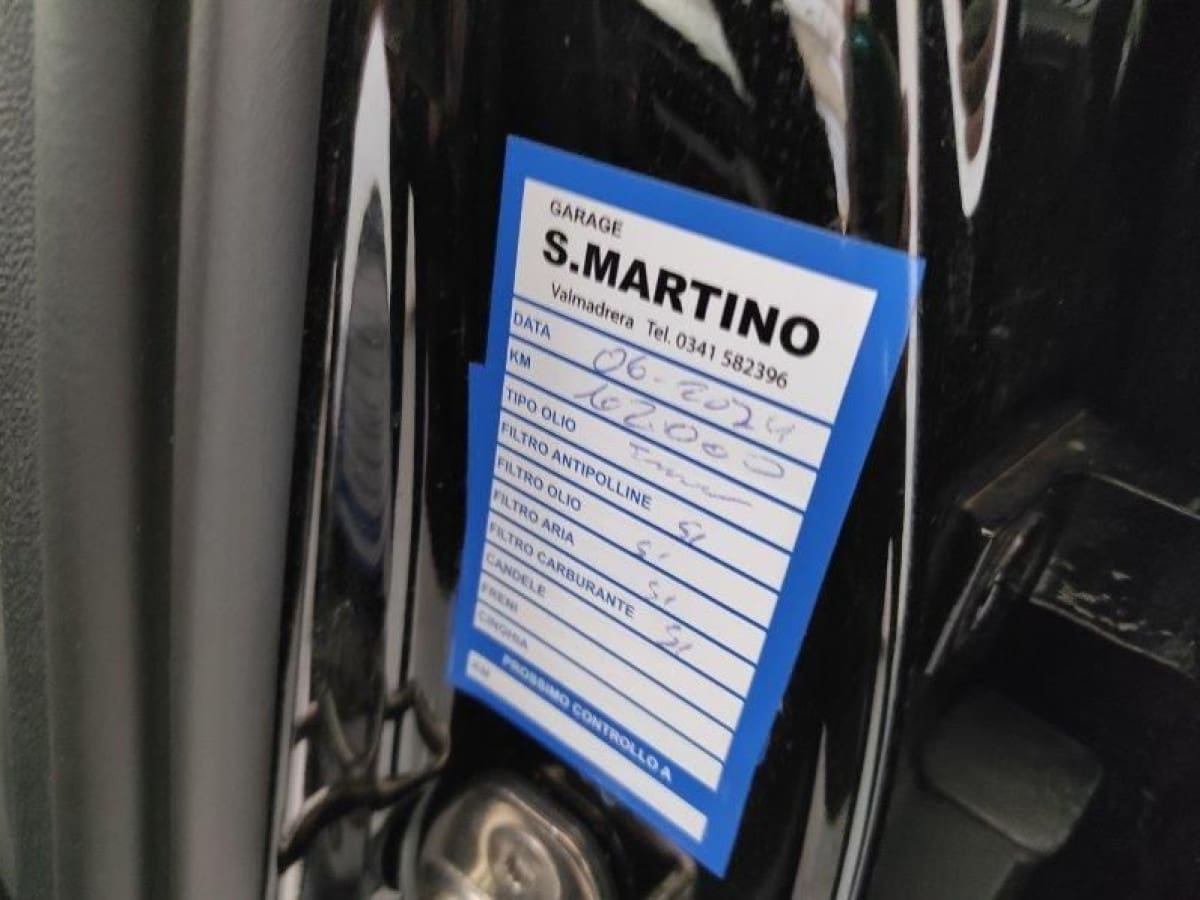 GARAGE
S.MARTINO
Valmadrera Tel. 0341 582396
DATA 06-2024
KM 102.000
TIPO OLIO
FILTRO ANTIPOLLINE SI
FILTRO OLIO SI
FILTRO ARIA SI
FILTRO CARBURANTE SI
CANDELE
FRENI
CINGHIA
PROSSIMO CONTROLLO A
KM